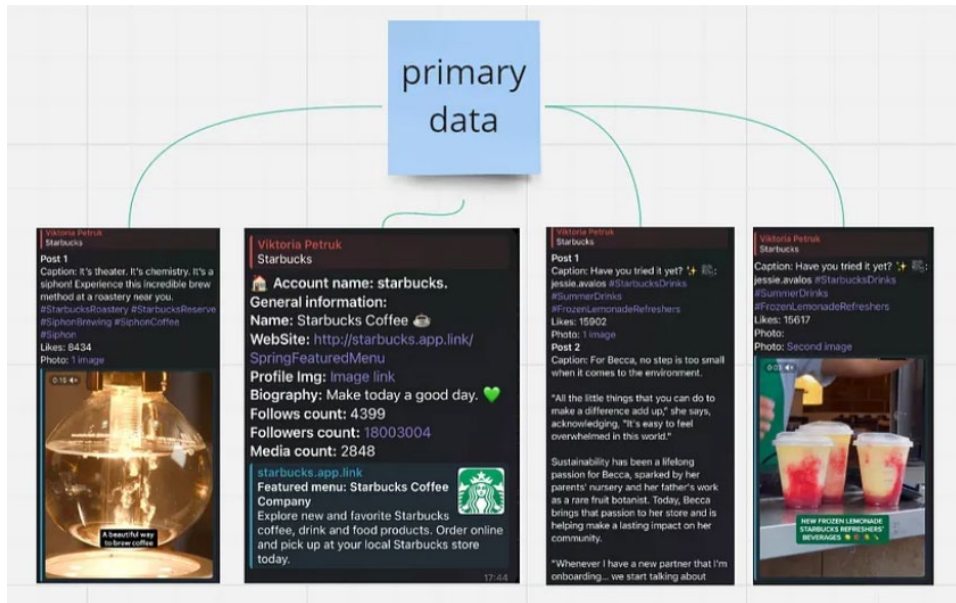 primary
data
Viktoria Petruk
Starbucks
Post 1
Caption: it's theater. It's chemistry. It's a
siphon! Experience this incredible brew
method at a roastery near you.
#StarbucksRoastery #StarbucksReserve
#SiphonBrewing #SiphonCoffee
#Siphon
Likes: 8434
Photo: 1 image
0:15
A beautiful way
to brew coffee
Viktoria Petruk
Starbucks
Account name: starbucks.
General information:
Name: Starbucks Coffee ☕
WebSite: http://starbucks.app.link/
SpringFeaturedMenu
Profile Img: Image link
Biography: Make today a good day. 💚
Follows count: 4399
Followers count: 18003004
Media count: 2848
starbucks.app.link
Featured menu: Starbucks Coffee
Company
Explore new and favorite Starbucks
coffee, drink and food products. Order online
and pick up at your local Starbucks store
today.
17:44
Viktoria Petruk
Starbucks
Post 1
Caption: Have you tried it yet? ✨ 📽:
jessie.avalos #StarbucksDrinks
#SummerDrinks
#FrozenLemonadeRefreshers
Likes: 15902
Photo: 1 image
Post 2
Caption: For Becca, no step is too small
when it comes to the environment.
"All the little things that you can do to
make a difference add up," she says,
acknowledging, "It's easy to feel
overwhelmed in this world."
Sustainability has been a lifelong
passion for Becca, sparked by her
parents' nursery and her father's work
as a rare fruit botanist. Today, Becca
brings that passion to her store and is
helping make a lasting impact on her
community.
"Whenever I have a new partner that I'm
onboarding... we start talking about
Viktoria Petruk
Starbucks
Caption: Have you tried it yet? ✨ 📽:
jessie.avalos #StarbucksDrinks
#SummerDrinks
#FrozenLemonadeRefreshers
Likes: 15617
Photo:
Photo: Second image
0:03
NEW FROZEN LEMONADE
STARBUCKS REFRESHERS'
BEVERAGES